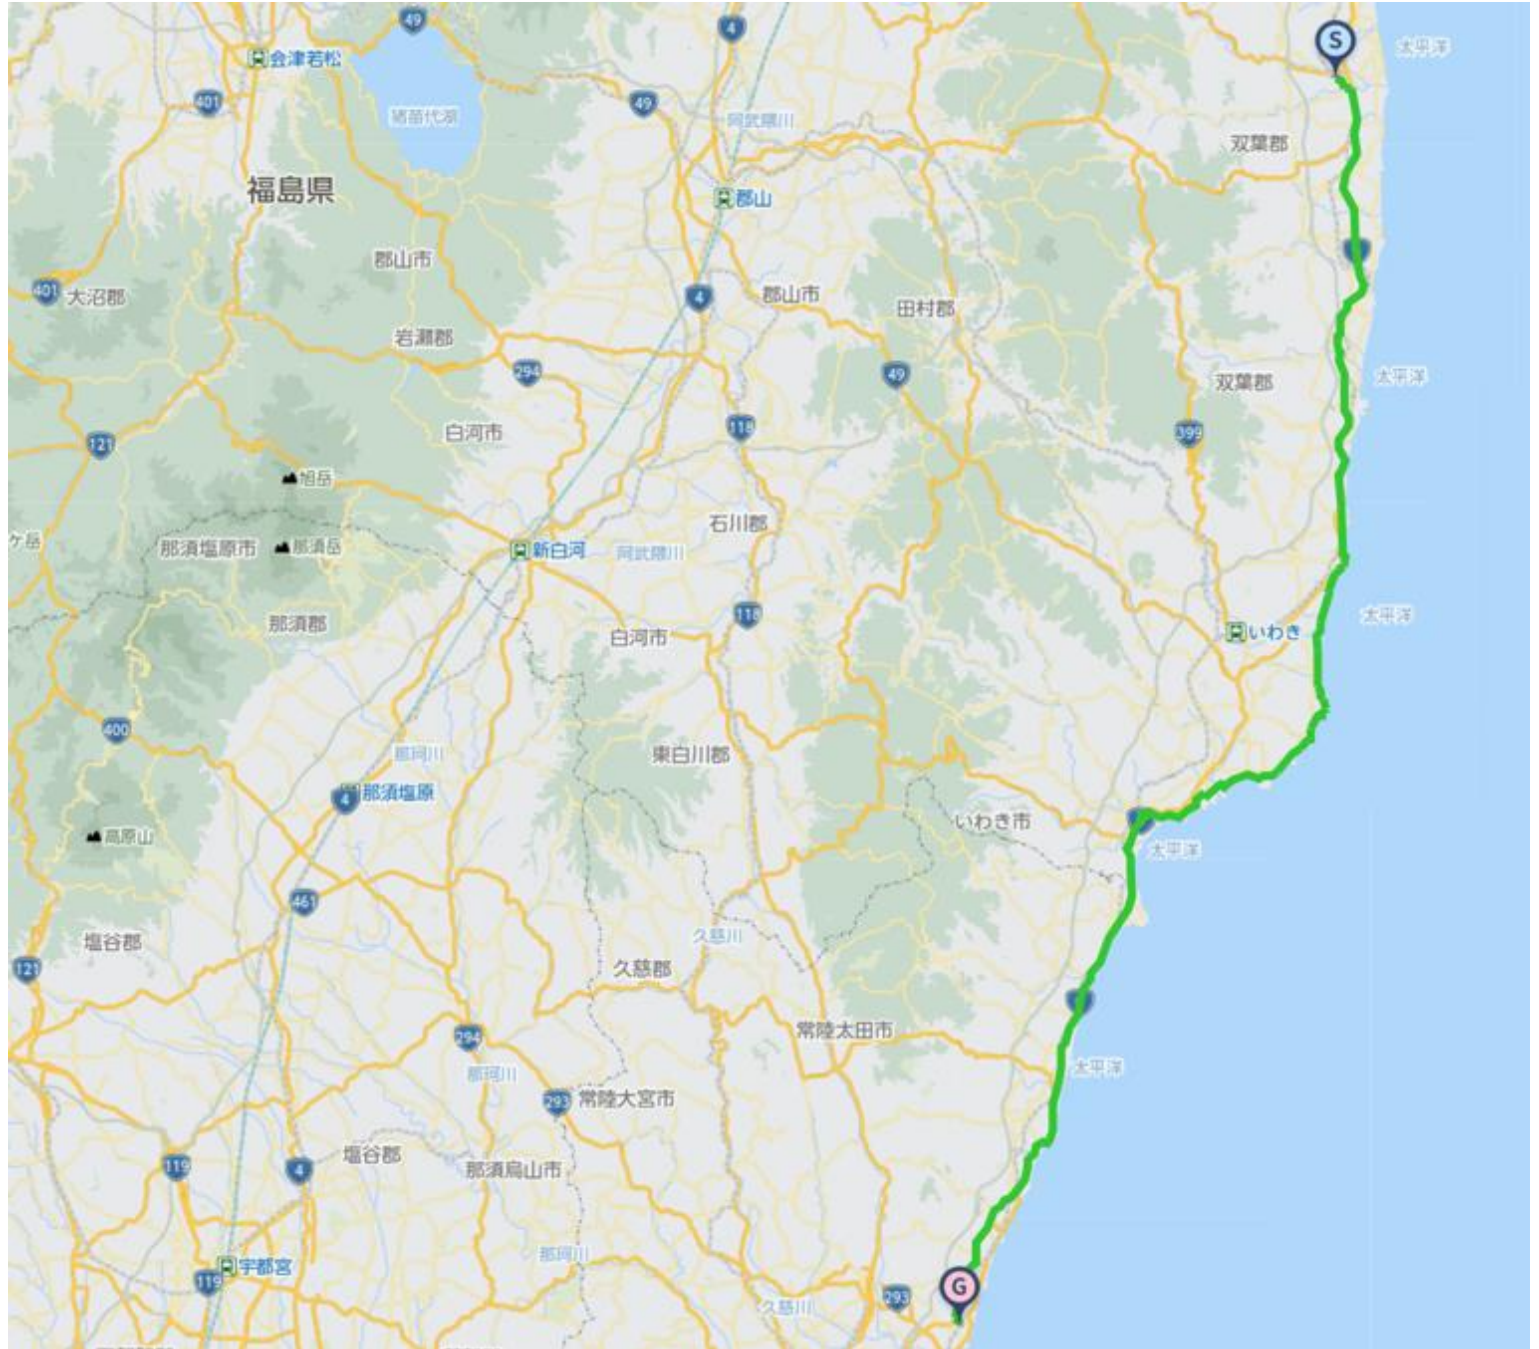 49
4
S
太平洋
会津若松
401
猪苗代湖
49
阿武隈川
双葉郡
福島県
郡山
郡山市
401
大沼郡
4
郡山市
田村郡
岩瀬郡
294
49
太平洋
双葉郡
白河市
118
399
121
旭岳
石川郡
ケ岳
那須塩原市
那須岳
新白河
阿武隈川
那須郡
118
太平洋
白河市
いわき
400
那珂川
東白川郡
4
那須塩原
いわき市
高原山
太平洋
461
塩谷郡
久慈川
121
久慈郡
294
常陸太田市
那珂川
太平洋
293
常陸大宮市
119
4
塩谷郡
那須烏山市
那珂川
宇都宮
119
G
293
久慈川